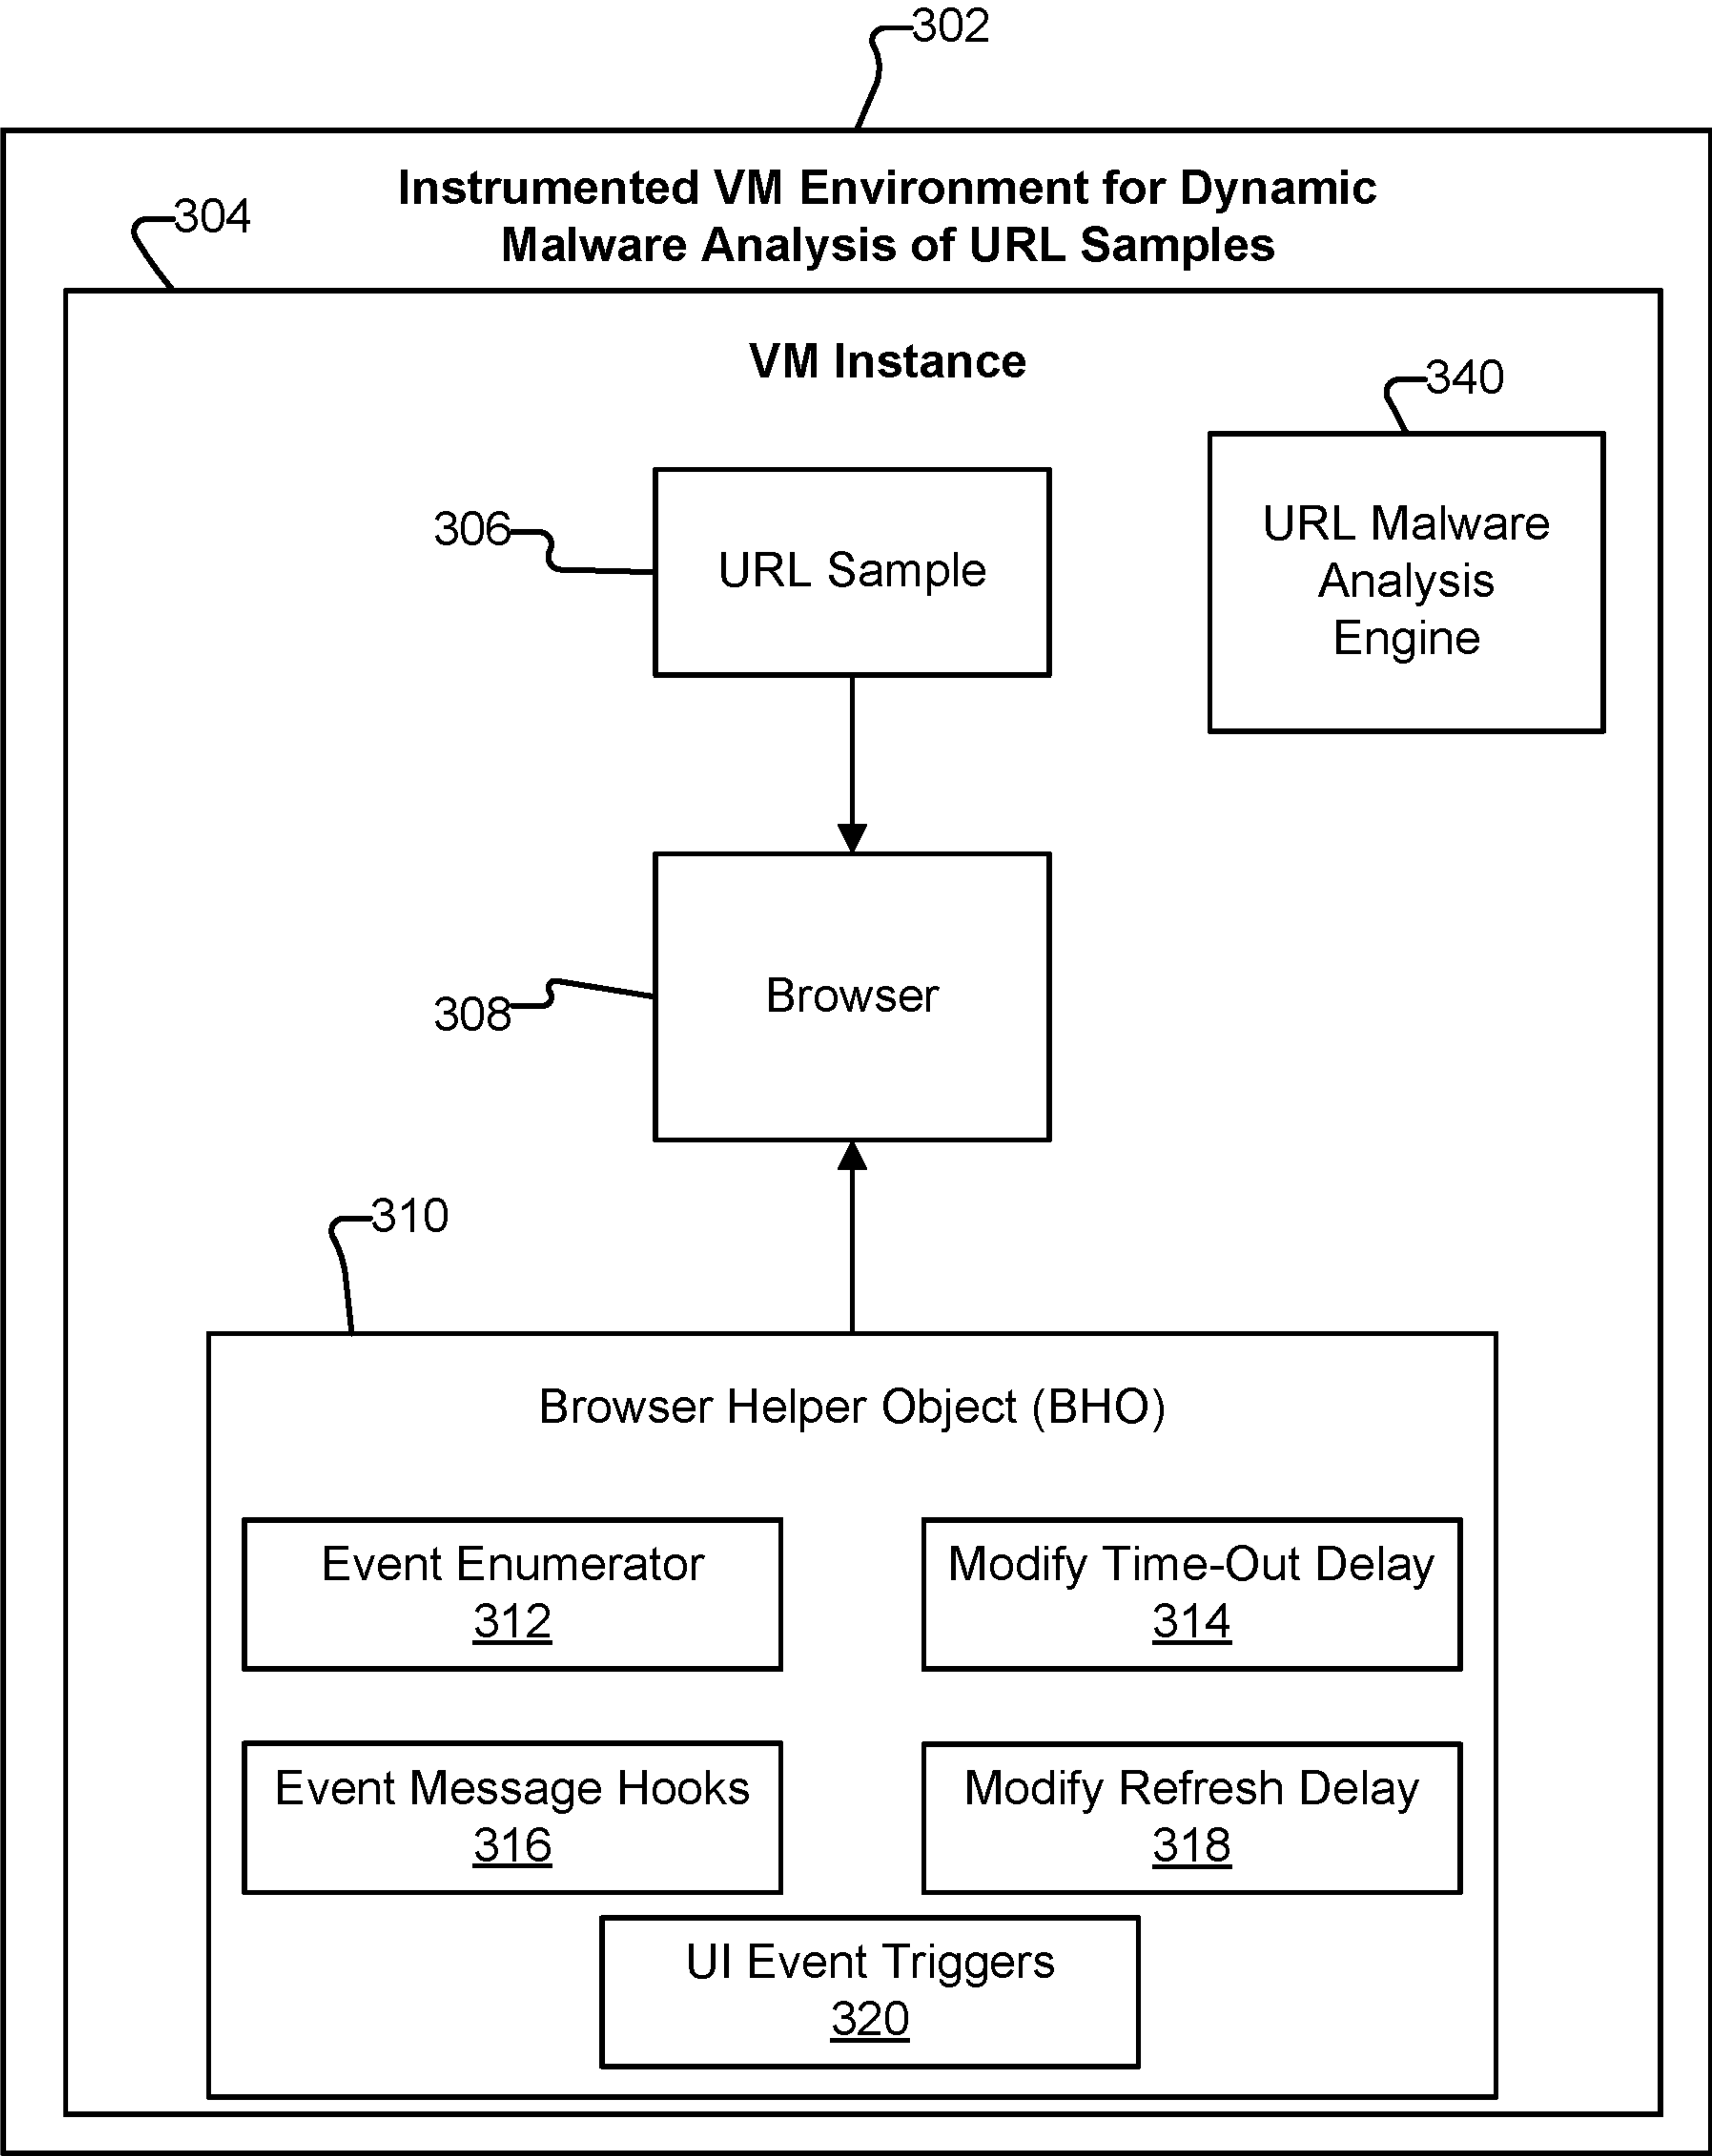 302
Instrumented VM Environment for Dynamic
Malware Analysis of URL Samples
304
VM Instance
340
URL Malware
Analysis
Engine
306
URL Sample
308
Browser
310
Browser Helper Object (BHO)
Event Enumerator
312
Modify Time-Out Delay
314
Event Message Hooks
316
Modify Refresh Delay
318
UI Event Triggers
320